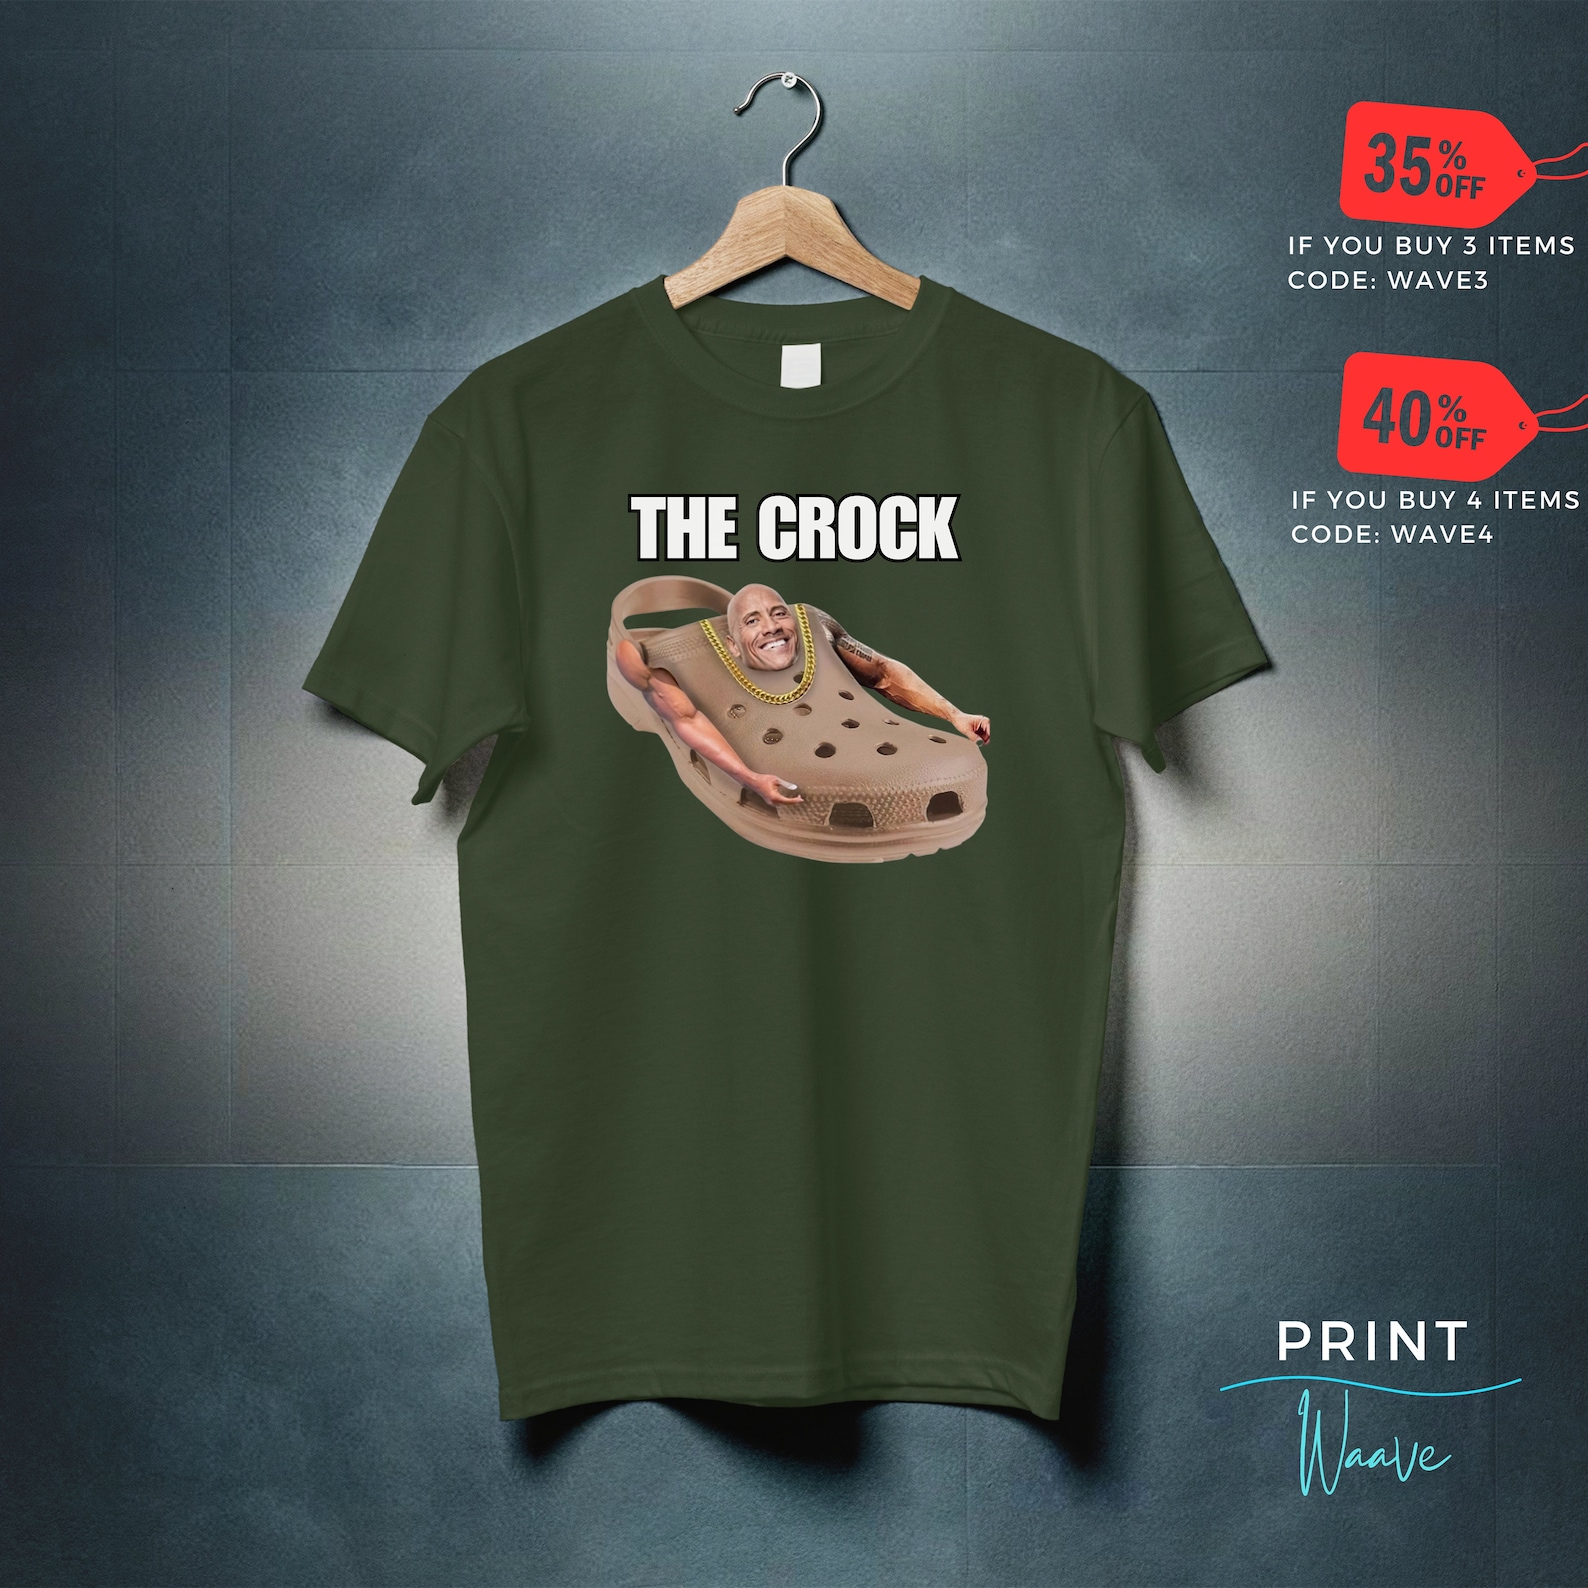 35% OFF
IF YOU BUY 3 ITEMS
CODE: WAVE3
40% OFF
IF YOU BUY 4 ITEMS
CODE: WAVE4
THE CROCK
PRINT
Waave